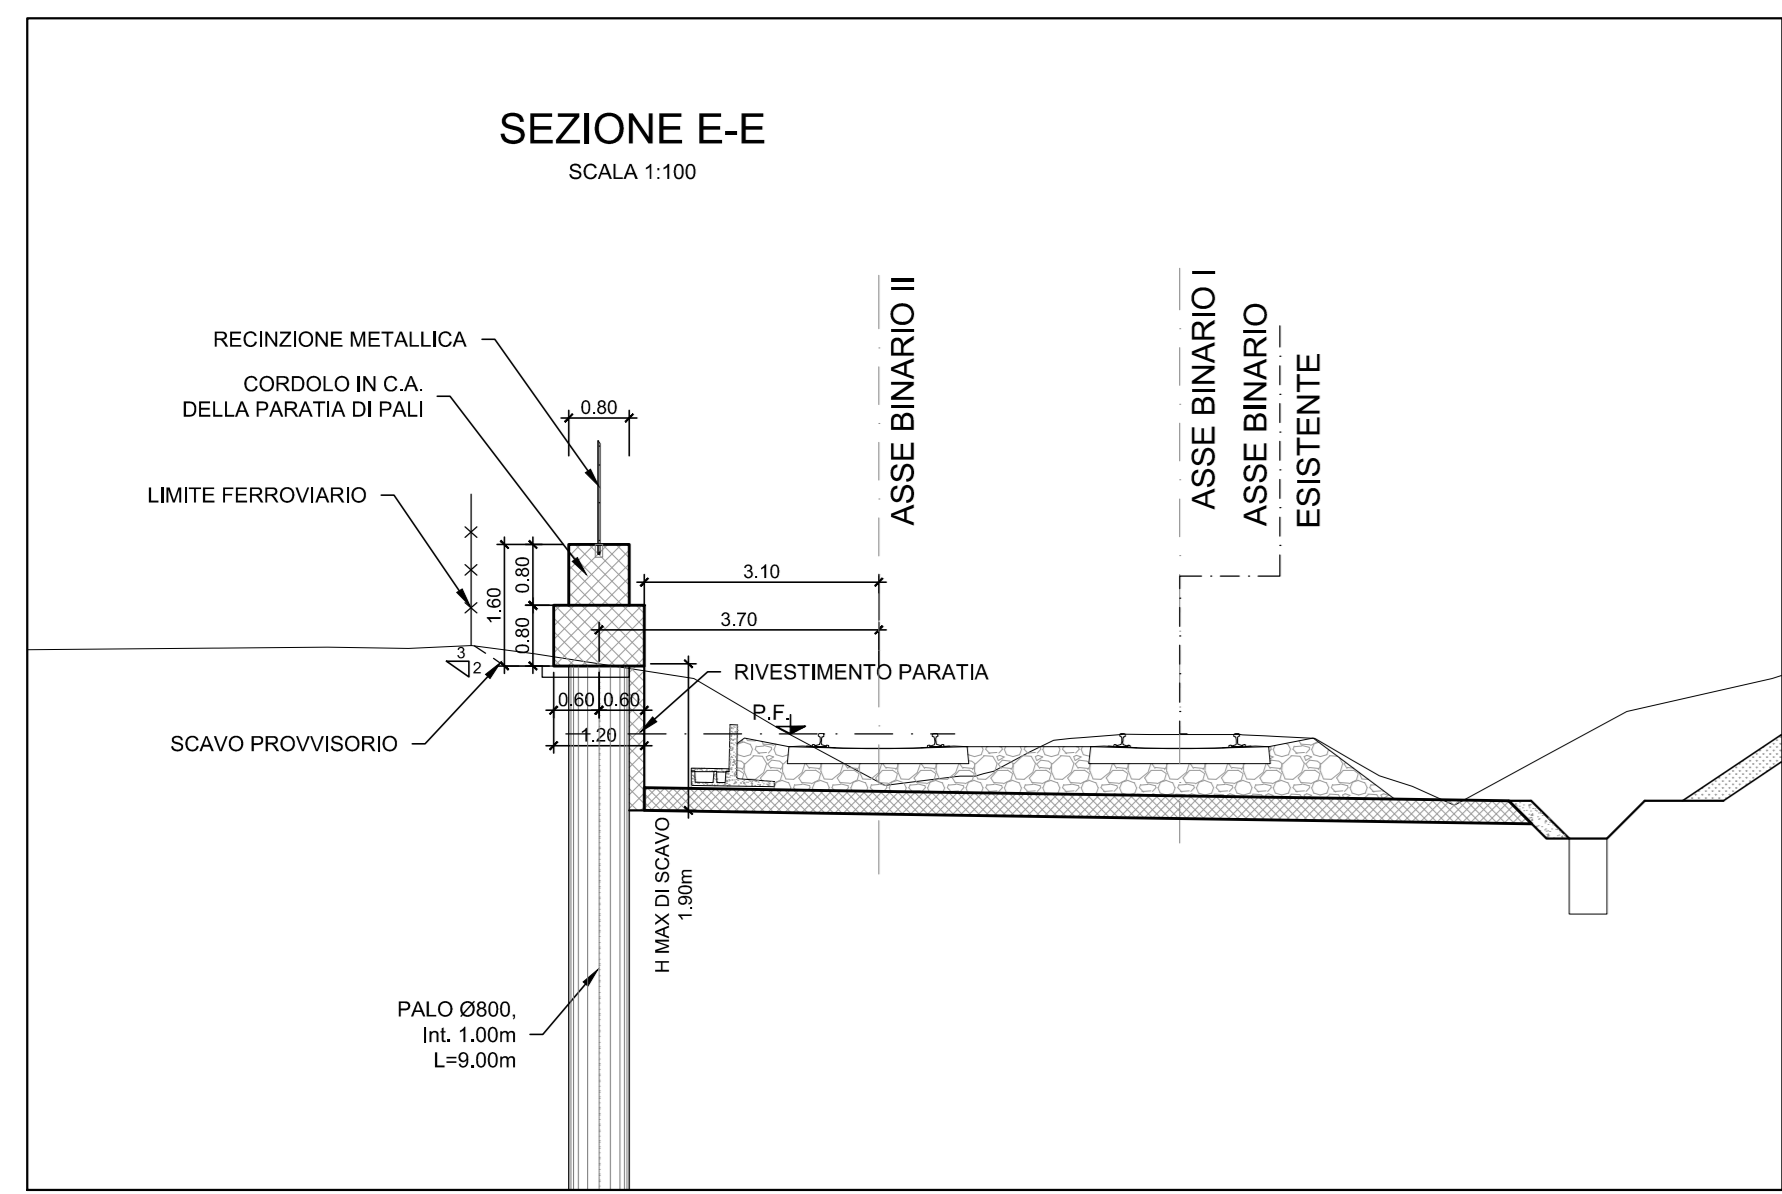 SEZIONE E-E
SCALA 1:100
ASSE BINARIO II
ASSE BINARIO I
ASSE BINARIO
ESISTENTE
RECINZIONE METALLICA
CORDOLO IN C.A.
DELLA PARATIA DI PALI
0.80
LIMITE FERROVIARIO
1.60
0.80
0.80
3.10
3.70
3
2
RIVESTIMENTO PARATIA
0.60
0.60
P.F.
1.20
SCAVO PROVVISORIO
H MAX DI SCAVO
1.90m
PALO Ø800,
Int. 1.00m
L=9.00m